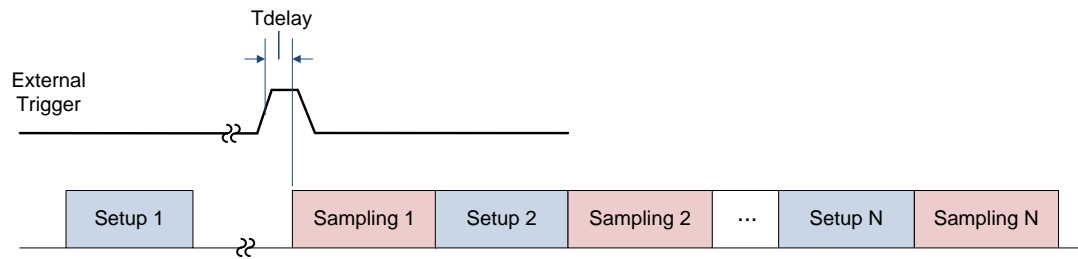 Tdelay
External
Trigger
Setup 1
Sampling 1
Setup 2
Sampling 2
...
Setup N
Sampling N